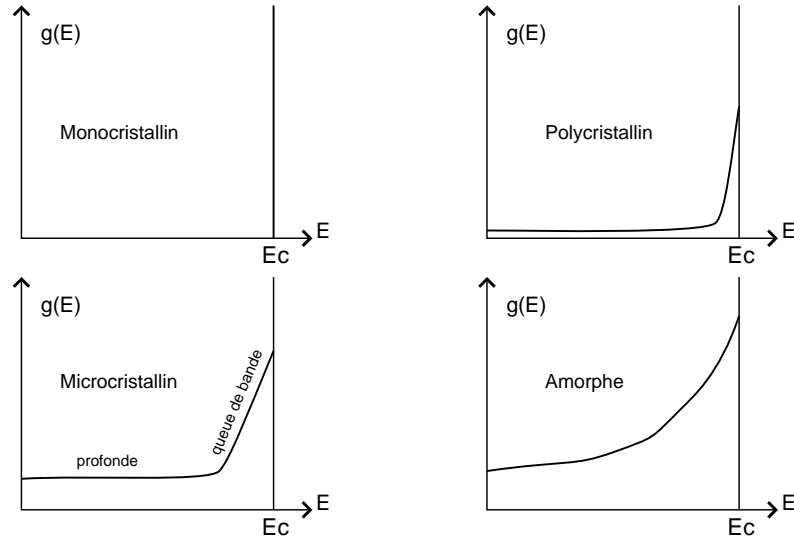 g(E)
Monocristallin
E
Ec
g(E)
Polycristallin
E
Ec
g(E)
Microcristallin
queue de bande
profonde
E
Ec
g(E)
Amorphe
E
Ec